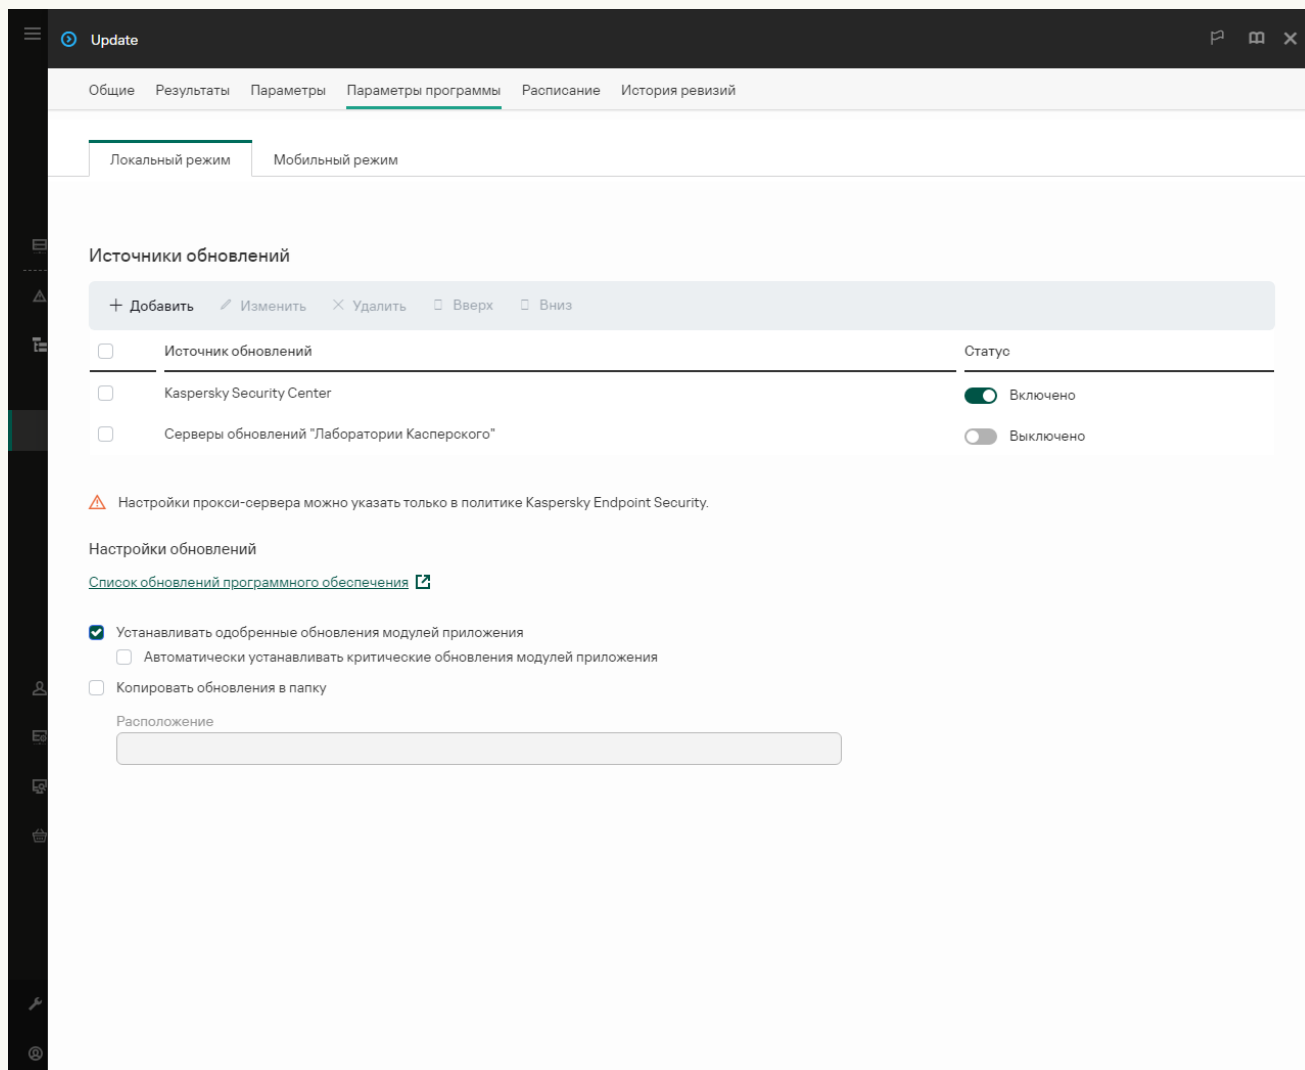 Update
Общие Результаты Параметры Параметры программы Расписание История ревизий
Локальный режим Мобильный режим
Источники обновлений
Добавить Изменить Удалить Вверх Вниз
Источник обновлений Статус
Kaspersky Security Center Включено
Серверы обновлений "Лаборатории Касперского" Выключено
Настройки прокси-сервера можно указать только в политике Kaspersky Endpoint Security.
Настройки обновлений
Список обновлений программного обеспечения
Устанавливать одобренные обновления модулей приложения
Автоматически устанавливать критические обновления модулей приложения
Копировать обновления в папку
Расположение